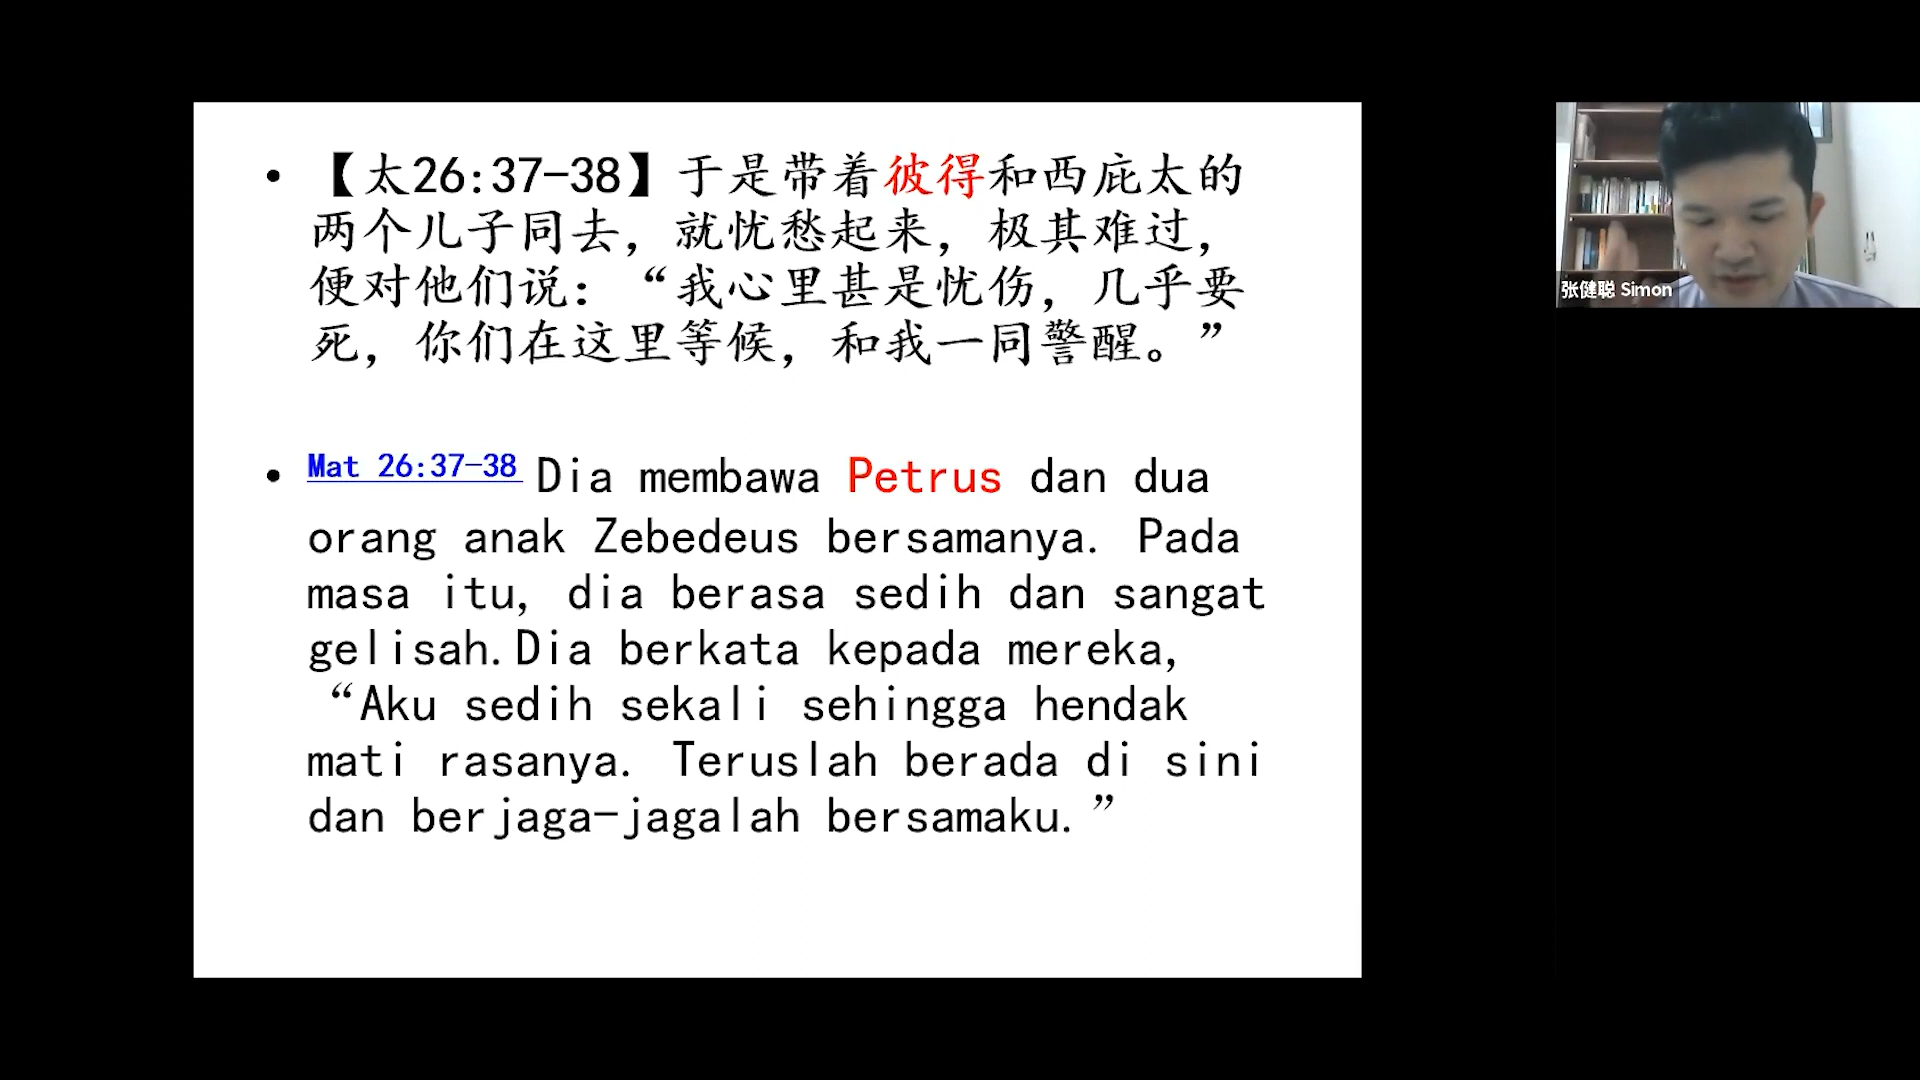 • 【太26:37-38】于是带着彼得和西庇太的
两个儿子同去，就忧愁起来，极其难过，
便对他们说：“我心里甚是忧伤，几乎要
死，你们在这里等候，和我一同警醒。”
• Mat 26:37-38 Dia membawa Petrus dan dua
orang anak Zebedeus bersamanya. Pada
masa itu, dia berasa sedih dan sangat
gelisah.Dia berkata kepada mereka,
“Aku sedih sekali sehingga hendak
mati rasanya. Teruslah berada di sini
dan berjaga-jagalah bersamaku.”
张健聪 Simon